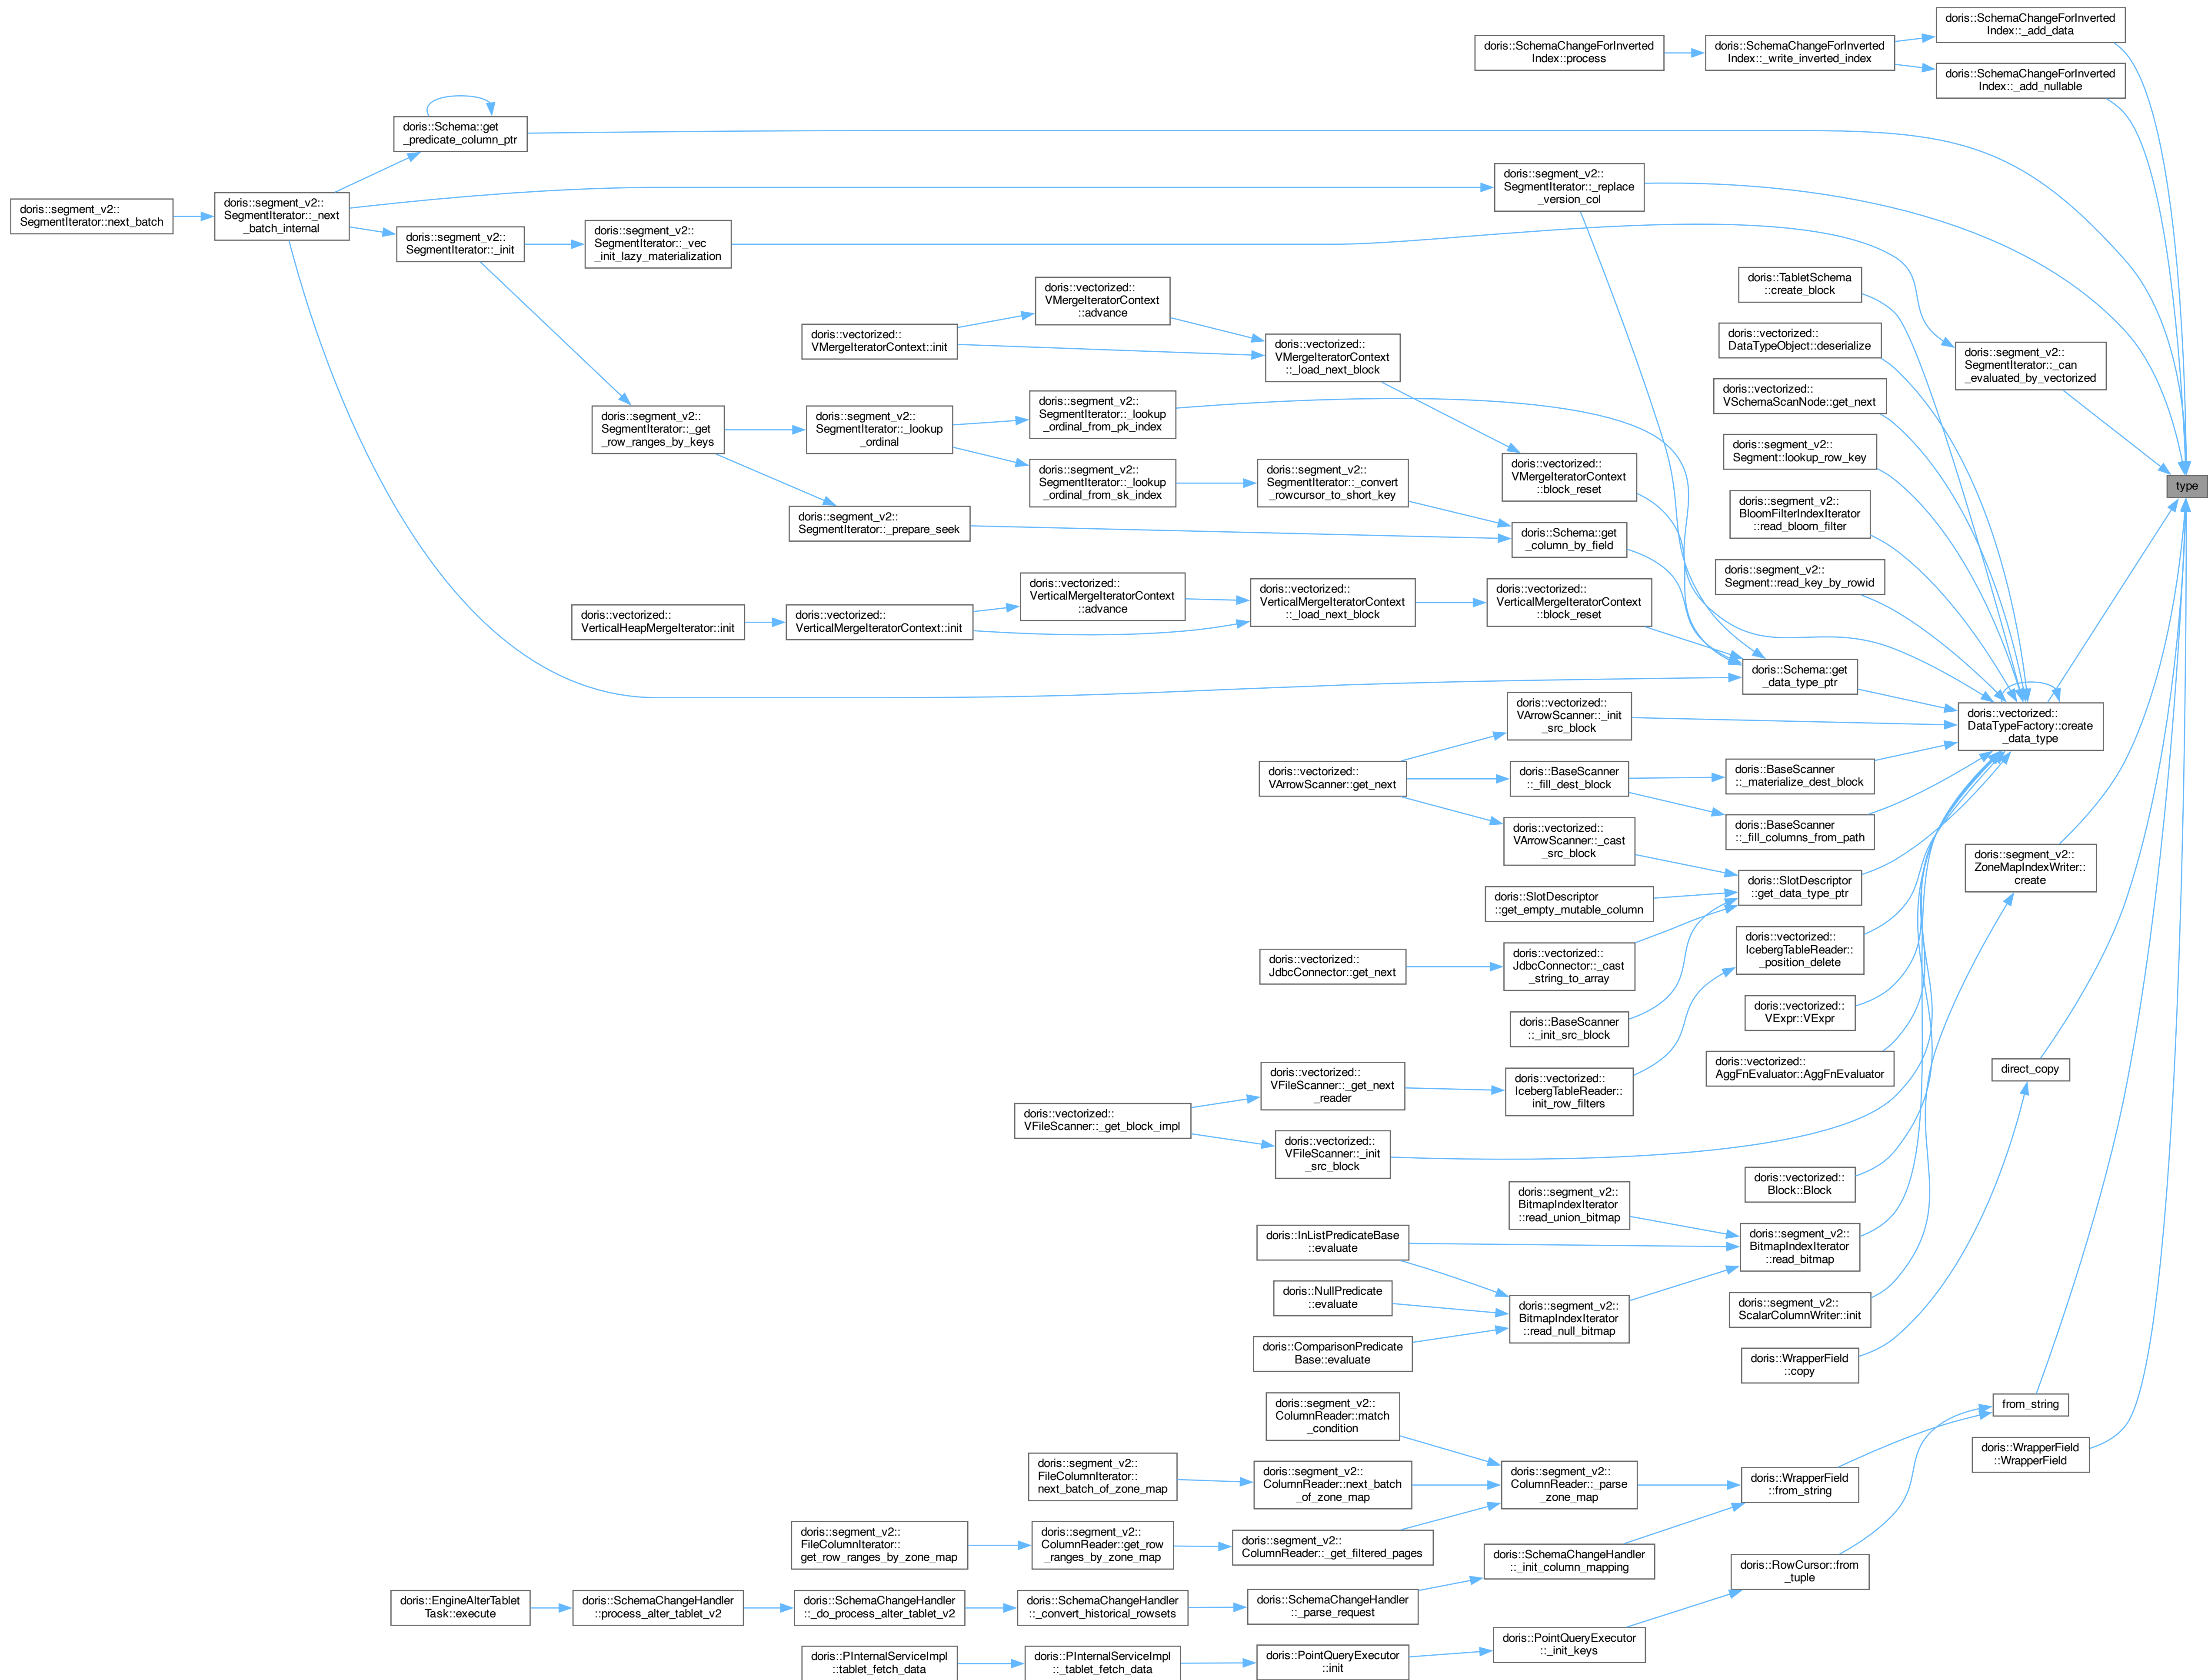 doris::SchemaChangeForInverted
Index::_add_data
doris::SchemaChangeForInverted
Index::process
doris::SchemaChangeForInverted
Index::_write_inverted_index
doris::SchemaChangeForInverted
Index::_add_nullable
doris::Schema::get
_predicate_column_ptr
doris::segment_v2::
SegmentIterator::next_batch
doris::segment_v2::
SegmentIterator::_next
_batch_internal
doris::segment_v2::
SegmentIterator::_replace
_version_col
doris::segment_v2::
SegmentIterator::_init
doris::segment_v2::
SegmentIterator::_vec
_init_lazy_materialization
doris::TabletSchema
::create_block
doris::vectorized::
VMergeIteratorContext
::advance
doris::vectorized::
VMergeIteratorContext::init
doris::vectorized::
VMergeIteratorContext
::_load_next_block
doris::vectorized::
DataTypeObject::deserialize
doris::segment_v2::
SegmentIterator::_can
_evaluated_by_vectorized
doris::vectorized::
VSchemaScanNode::get_next
doris::segment_v2::
SegmentIterator::_get
_row_ranges_by_keys
doris::segment_v2::
SegmentIterator::_lookup
_ordinal
doris::segment_v2::
SegmentIterator::_lookup
_ordinal_from_pk_index
doris::segment_v2::
Segment::lookup_row_key
doris::segment_v2::
SegmentIterator::_lookup
_ordinal_from_sk_index
doris::segment_v2::
SegmentIterator::_convert
_rowcursor_to_short_key
doris::vectorized::
VMergeIteratorContext
::block_reset
type
doris::segment_v2::
BloomFilterIndexIterator
::read_bloom_filter
doris::segment_v2::
SegmentIterator::_prepare_seek
doris::Schema::get
_column_by_field
doris::segment_v2::
Segment::read_key_by_rowid
doris::vectorized::
VerticalHeapMergeIterator::init
doris::vectorized::
VerticalMergeIteratorContext::init
doris::vectorized::
VerticalMergeIteratorContext
::advance
doris::vectorized::
VerticalMergeIteratorContext
::_load_next_block
doris::vectorized::
VerticalMergeIteratorContext
::block_reset
doris::Schema::get
_data_type_ptr
doris::vectorized::
VArrowScanner::_init
_src_block
doris::vectorized::
DataTypeFactory::create
_data_type
doris::vectorized::
VArrowScanner::get_next
doris::BaseScanner
::_fill_dest_block
doris::BaseScanner
::_materialize_dest_block
doris::BaseScanner
::_fill_columns_from_path
doris::vectorized::
VArrowScanner::_cast
_src_block
doris::segment_v2::
ZoneMapIndexWriter::
create
doris::SlotDescriptor
::get_data_type_ptr
doris::SlotDescriptor
::get_empty_mutable_column
doris::vectorized::
IcebergTableReader::
_position_delete
doris::vectorized::
JdbcConnector::get_next
doris::vectorized::
JdbcConnector::_cast
_string_to_array
doris::vectorized::
VExpr::VExpr
doris::BaseScanner
::_init_src_block
doris::vectorized::
AggFnEvaluator::AggFnEvaluator
direct_copy
doris::vectorized::
VFileScanner::_get_next
_reader
doris::vectorized::
IcebergTableReader::
init_row_filters
doris::vectorized::
VFileScanner::_get_block_impl
doris::vectorized::
VFileScanner::_init
_src_block
doris::vectorized::
Block::Block
doris::segment_v2::
BitmapIndexIterator
::read_union_bitmap
doris::InListPredicateBase
::evaluate
doris::segment_v2::
BitmapIndexIterator
::read_bitmap
doris::NullPredicate
::evaluate
doris::segment_v2::
BitmapIndexIterator
::read_null_bitmap
doris::segment_v2::
ScalarColumnWriter::init
doris::ComparisonPredicate
Base::evaluate
doris::WrapperField
::copy
doris::segment_v2::
ColumnReader::match
_condition
from_string
doris::WrapperField
::WrapperField
doris::segment_v2::
FileColumnIterator::
next_batch_of_zone_map
doris::segment_v2::
ColumnReader::next_batch
_of_zone_map
doris::segment_v2::
ColumnReader::_parse
_zone_map
doris::WrapperField
::from_string
doris::segment_v2::
FileColumnIterator::
get_row_ranges_by_zone_map
doris::segment_v2::
ColumnReader::get_row
_ranges_by_zone_map
doris::segment_v2::
ColumnReader::_get_filtered_pages
doris::SchemaChangeHandler
::_init_column_mapping
doris::RowCursor::from
_tuple
doris::EngineAlterTablet
Task::execute
doris::SchemaChangeHandler
::process_alter_tablet_v2
doris::SchemaChangeHandler
::_do_process_alter_tablet_v2
doris::SchemaChangeHandler
::_convert_historical_rowsets
doris::SchemaChangeHandler
::_parse_request
doris::PointQueryExecutor
::_init_keys
doris::PInternalServiceImpl
::tablet_fetch_data
doris::PInternalServiceImpl
::_tablet_fetch_data
doris::PointQueryExecutor
::init